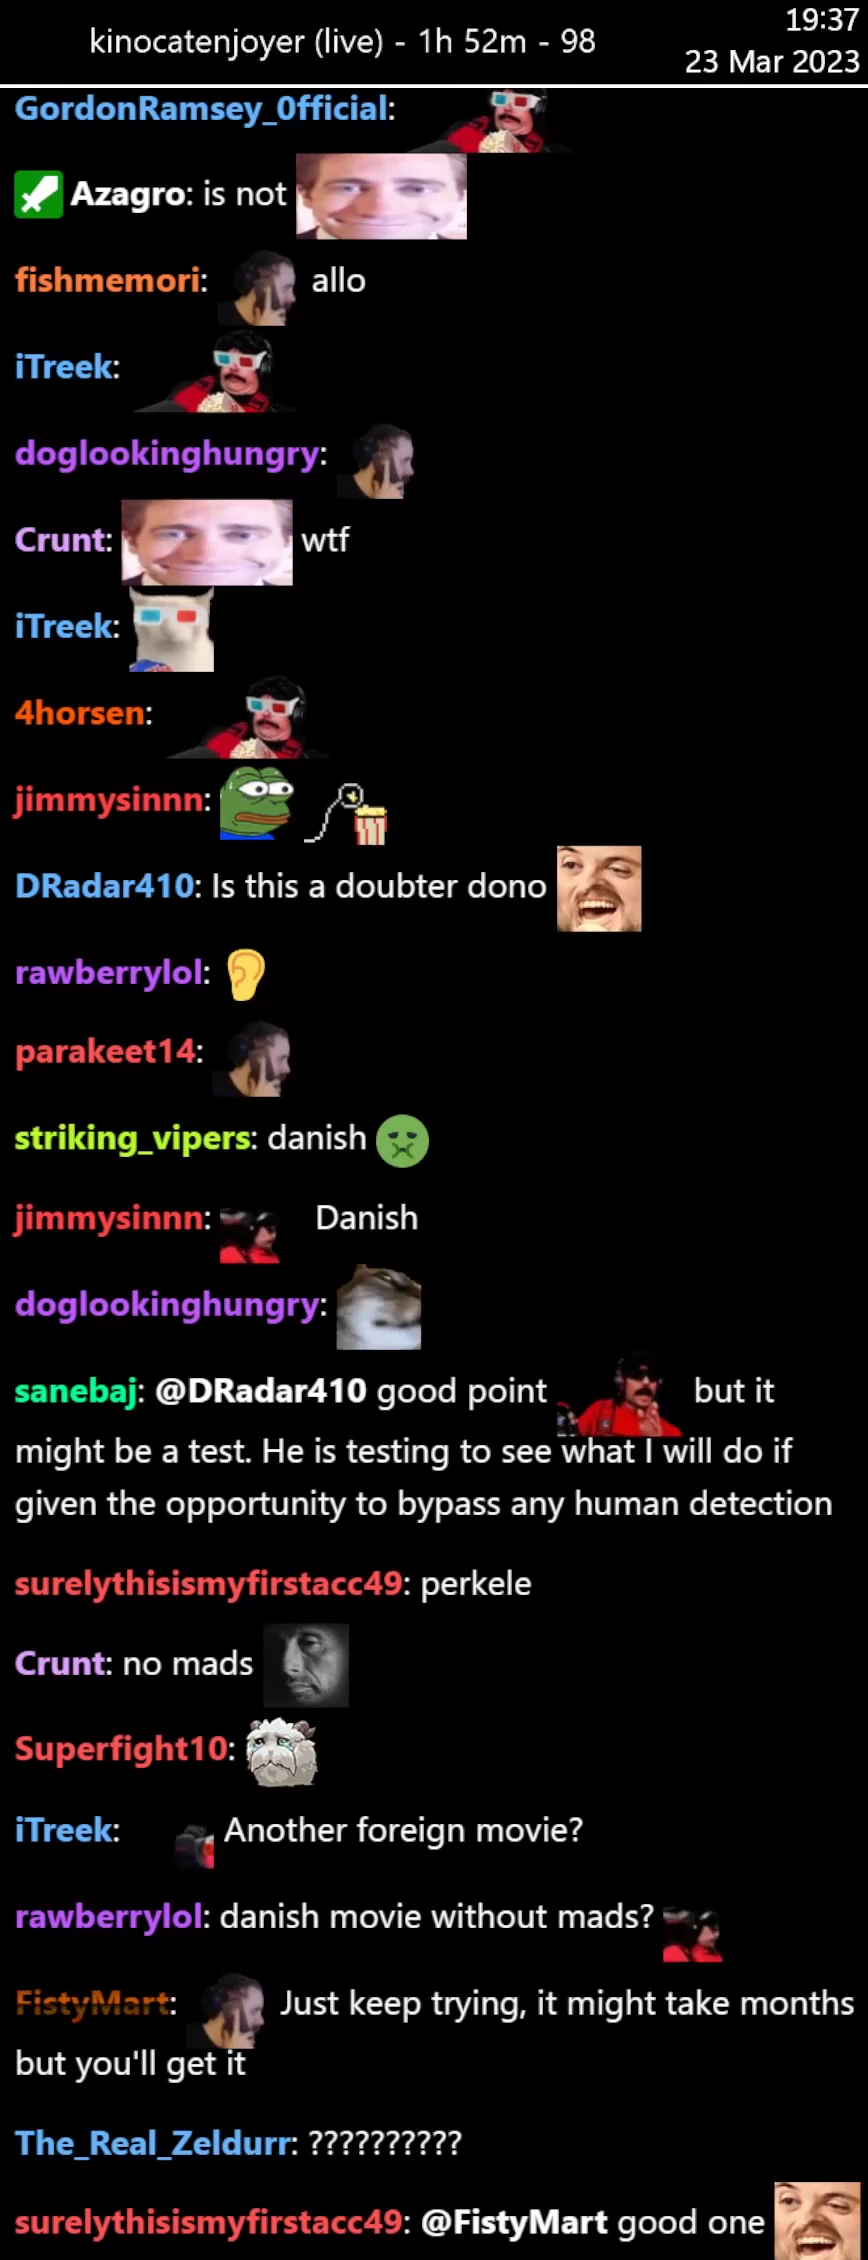 kinocatenjoyer (live) - 1h 52m - 98
19:37
23 Mar 2023
GordonRamsey_0fficial:
Azagro: is not
fishmemori: allo
iTreek:
doglookinghungry:
Crunt: wtf
iTreek:
4horsen:
jimmysinnn:
DRadar410: Is this a doubter dono
rawberrylol:
parakeet14:
striking_vipers: danish
jimmysinnn: Danish
doglookinghungry:
sanebaj: @DRadar410 good point but it
might be a test. He is testing to see what I will do if
given the opportunity to bypass any human detection
surelythisismyfirstacc49: perkele
Crunt: no mads
Superfight10:
iTreek: Another foreign movie?
rawberrylol: danish movie without mads?
FistyMart: Just keep trying, it might take months
but you'll get it
The_Real_Zeldurr: ??????????
surelythisismyfirstacc49: @FistyMart good one